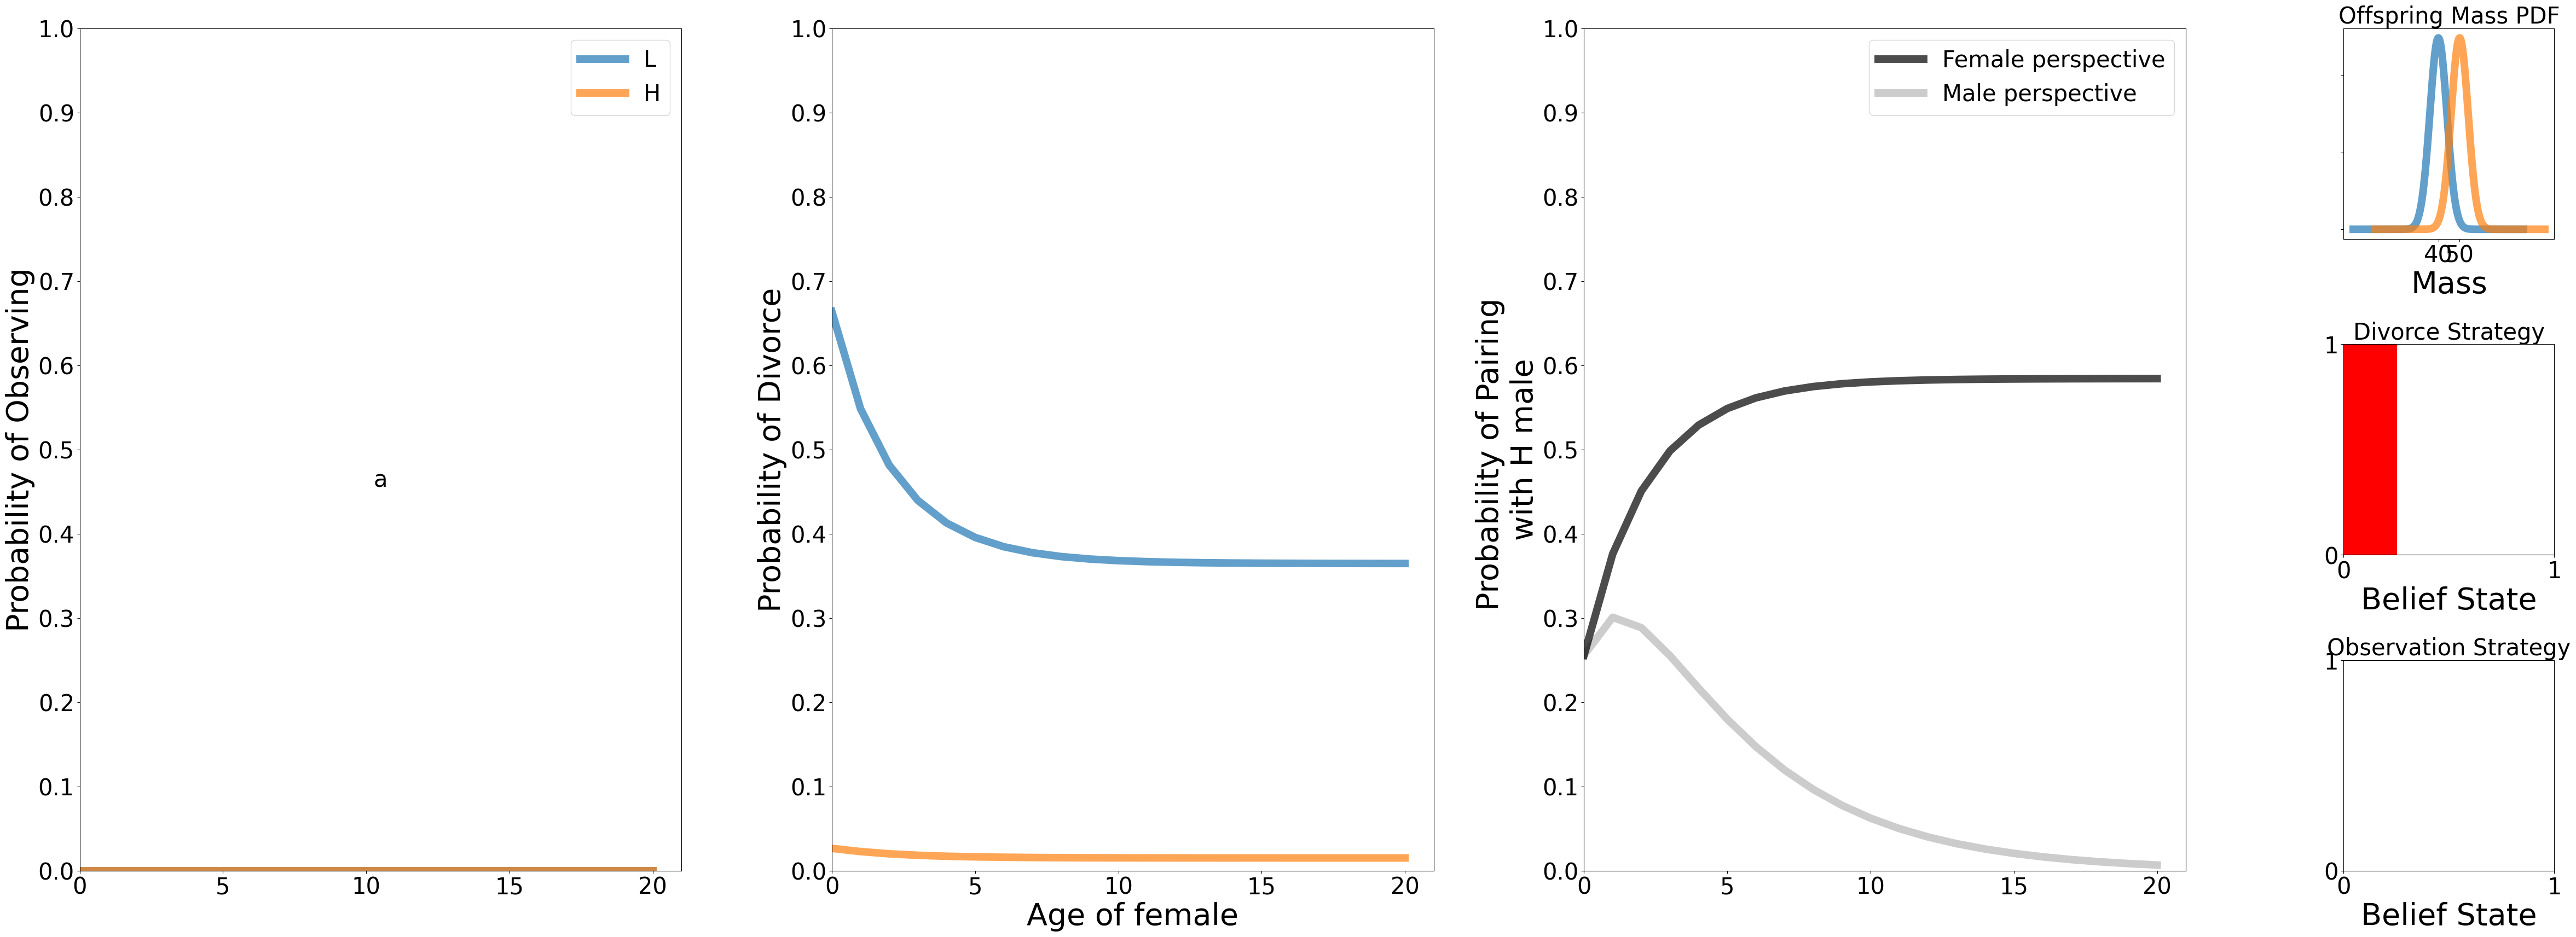 Probability of Observing
1.0
0.9
0.8
0.7
0.6
0.5
0.4
0.3
0.2
0.1
0.0
0 5 10 15 20
L
H
a
Probability of Divorce
1.0
0.9
0.8
0.7
0.6
0.5
0.4
0.3
0.2
0.1
0.0
0 5 10 15 20
Age of female
Probability of Pairing
with H male
1.0
0.9
0.8
0.7
0.6
0.5
0.4
0.3
0.2
0.1
0.0
0 5 10 15 20
Female perspective
Male perspective
Offspring Mass PDF
40 50
Mass
Divorce Strategy
1
0
0 1
Belief State
Observation Strategy
1
0
0 1
Belief State